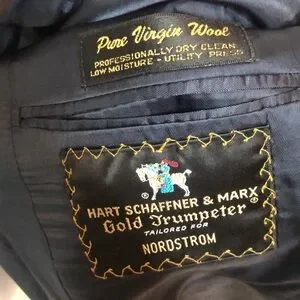 Pure Virgin Wool
PROFESSIONALLY DRY CLEAN
LOW MOISTURE - UTILITY PRESS
®
HART SCHAFFNER & MARX
Gold Trumpeter®
TAILORED FOR
NORDSTROM